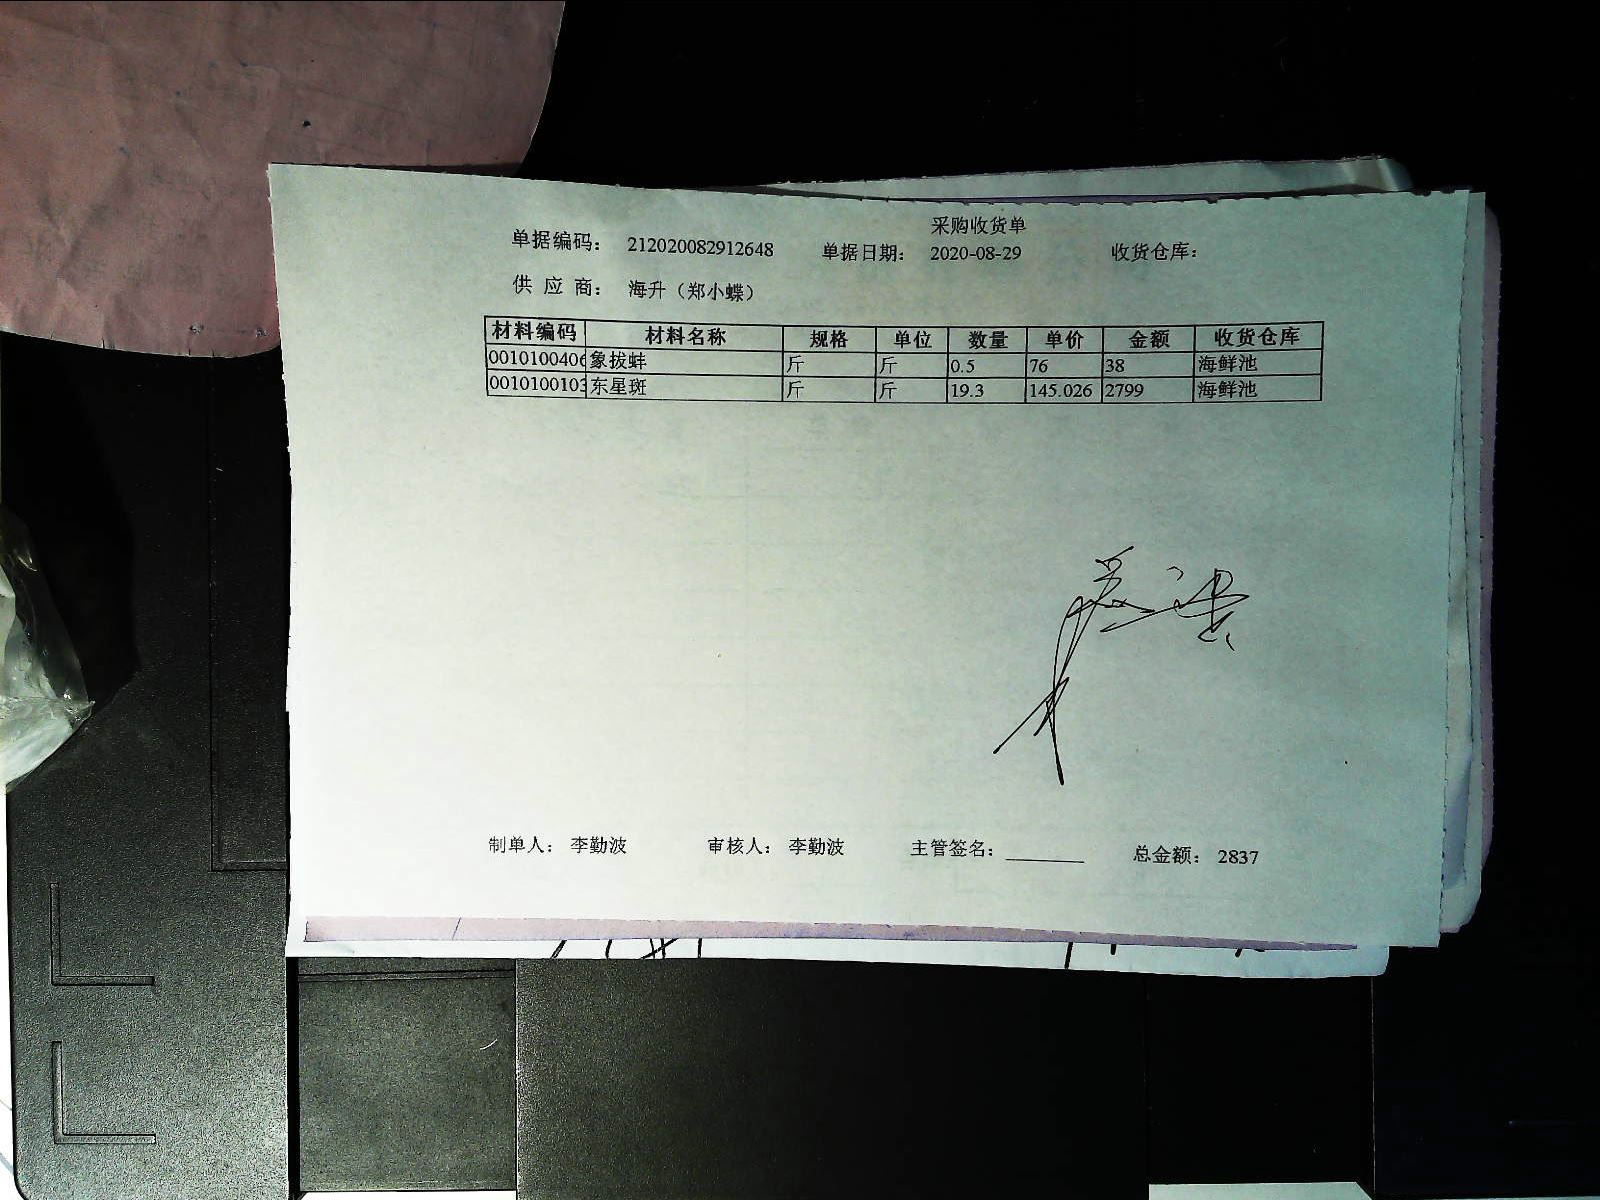 采购收货单
单据编码： 212020082912648 单据日期： 2020-08-29 收货仓库：
供 应 商： 海升（郑小蝶）
材料编码 材料名称 规格 单位 数量 单价 金额 收货仓库
0010100406 象拔蚌 斤 斤 0.5 76 38 海鲜池
0010100103 东星斑 斤 斤 19.3 145.026 2799 海鲜池
制单人： 李勤波 审核人： 李勤波 主管签名： 总金额： 2837